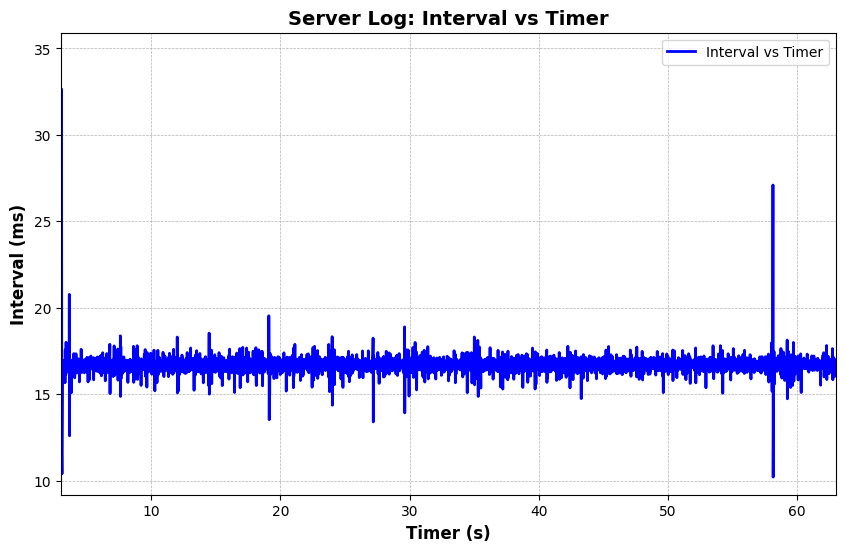 Server Log: Interval vs Timer
Interval vs Timer
35
30
25
20
15
10
Interval (ms)
10 20 30 40 50 60
Timer (s)